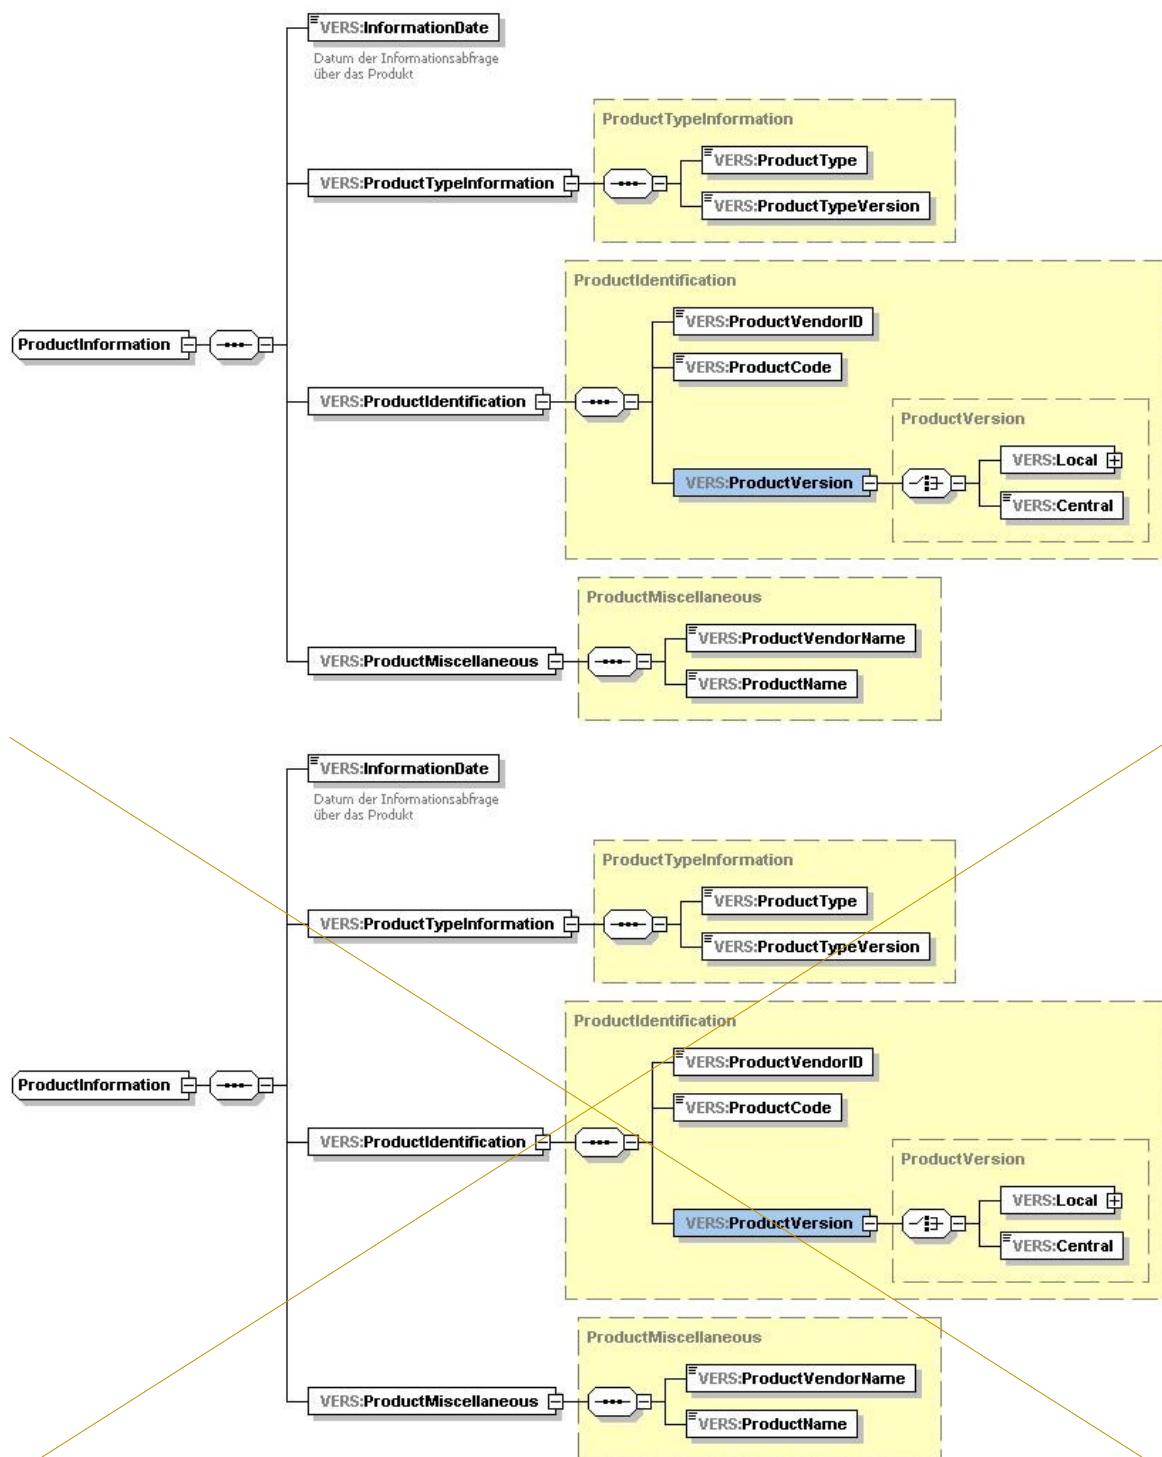 VERS:InformationDate
Datum der Informationsabfrage
über das Produkt
ProductTypeInformation
VERS:ProductType
VERS:ProductTypeInformation
VERS:ProductTypeVersion
ProductIdentification
VERS:ProductVendorID
ProductInformation
VERS:ProductCode
VERS:ProductIdentification
ProductVersion
VERS:Local
VERS:ProductVersion
VERS:Central
ProductMiscellaneous
VERS:ProductVendorName
VERS:ProductMiscellaneous
VERS:ProductName
VERS:InformationDate
Datum der Informationsabfrage
über das Produkt
ProductTypeInformation
VERS:ProductType
VERS:ProductTypeInformation
VERS:ProductTypeVersion
ProductIdentification
VERS:ProductVendorID
ProductInformation
VERS:ProductCode
VERS:ProductIdentification
ProductVersion
VERS:Local
VERS:ProductVersion
VERS:Central
ProductMiscellaneous
VERS:ProductVendorName
VERS:ProductMiscellaneous
VERS:ProductName